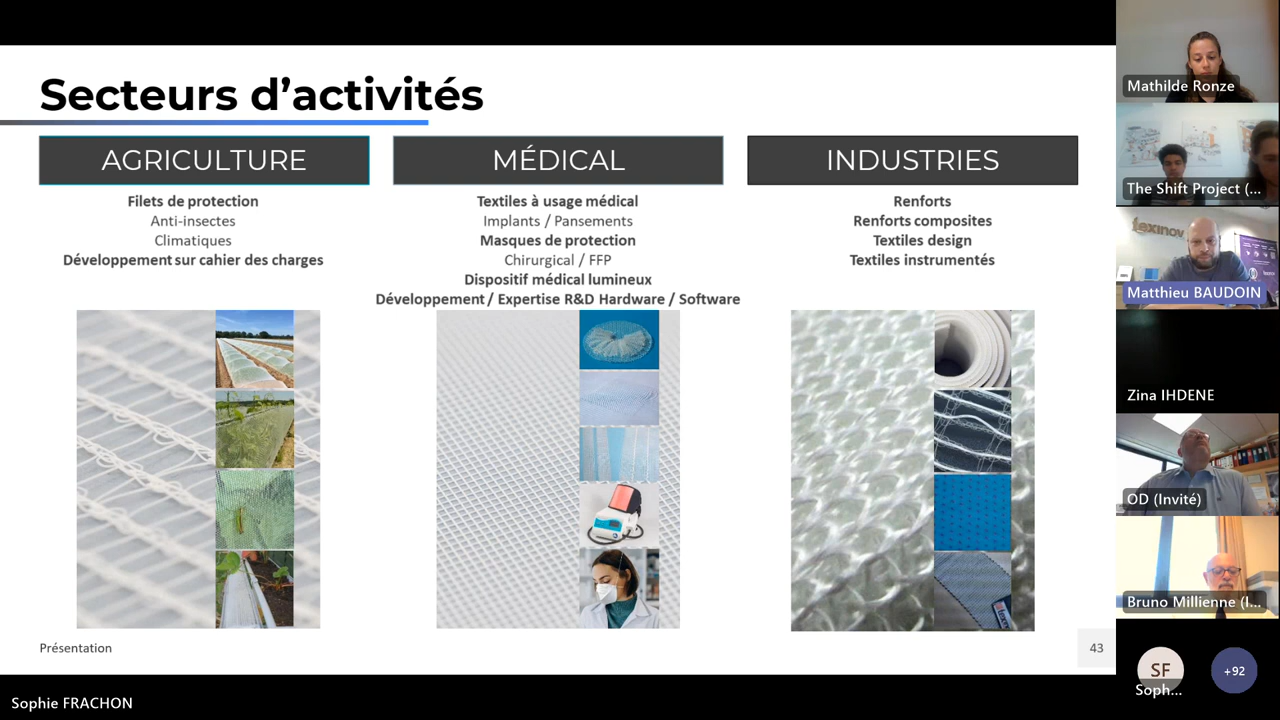 Secteurs d’activités
AGRICULTURE
Filets de protection
Anti-insectes
Climatiques
Développement sur cahier des charges
MÉDICAL
Textiles à usage médical
Implants / Pansements
Masques de protection
Chirurgical / FFP
Dispositif médical lumineux
Développement / Expertise R&D Hardware / Software
INDUSTRIES
Renforts
Renforts composites
Textiles design
Textiles instrumentés
Présentation
43
Sophie FRACHON
Mathilde Ronze
The Shift Project (...
texinov
Matthieu BAUDOIN
Zina IHDENE
OD (Invité)
Bruno Millienne (I...
SF
Soph...
+92